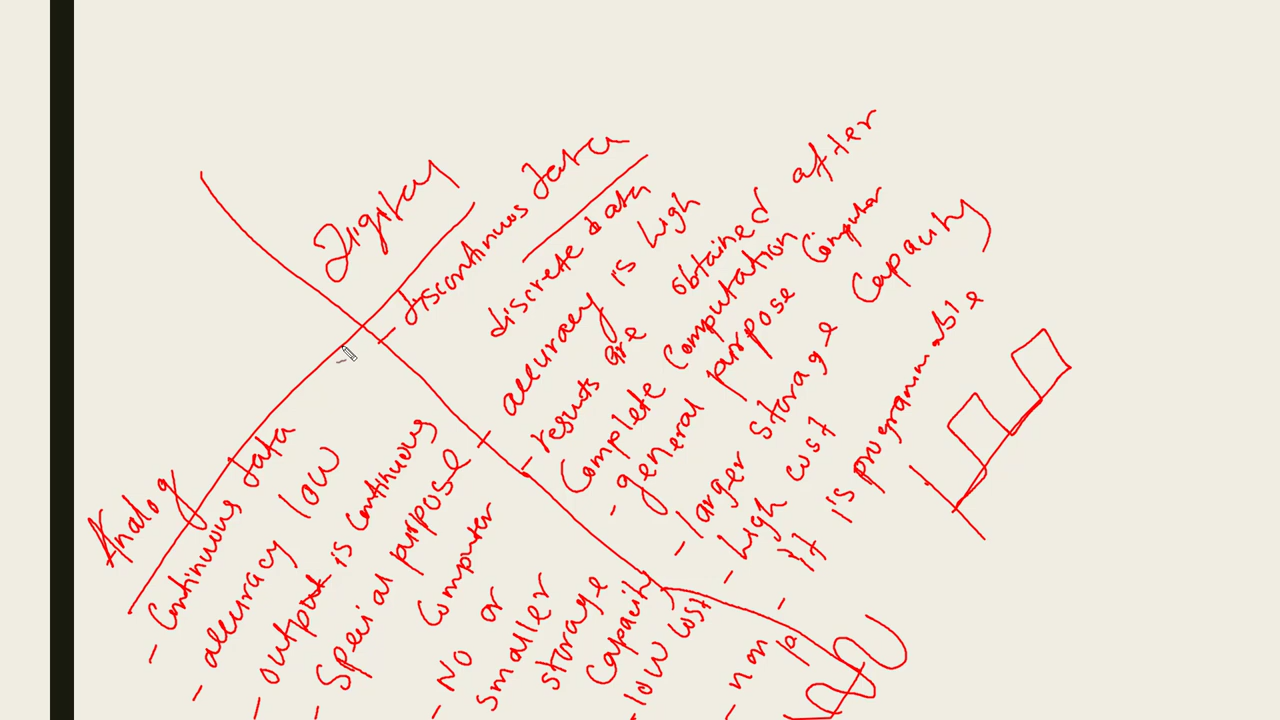 Analog
- Continuous data
- accuracy low
- output is continuous
- Special purpose
computer
- No or
smaller
storage
capacity
- low cost
- non
Digital
- discontinuous data
discrete data
- accuracy is high
- results are obtained after
Complete Computation
- general purpose Computer
- larger storage capacity
- high cost
- it is programmable